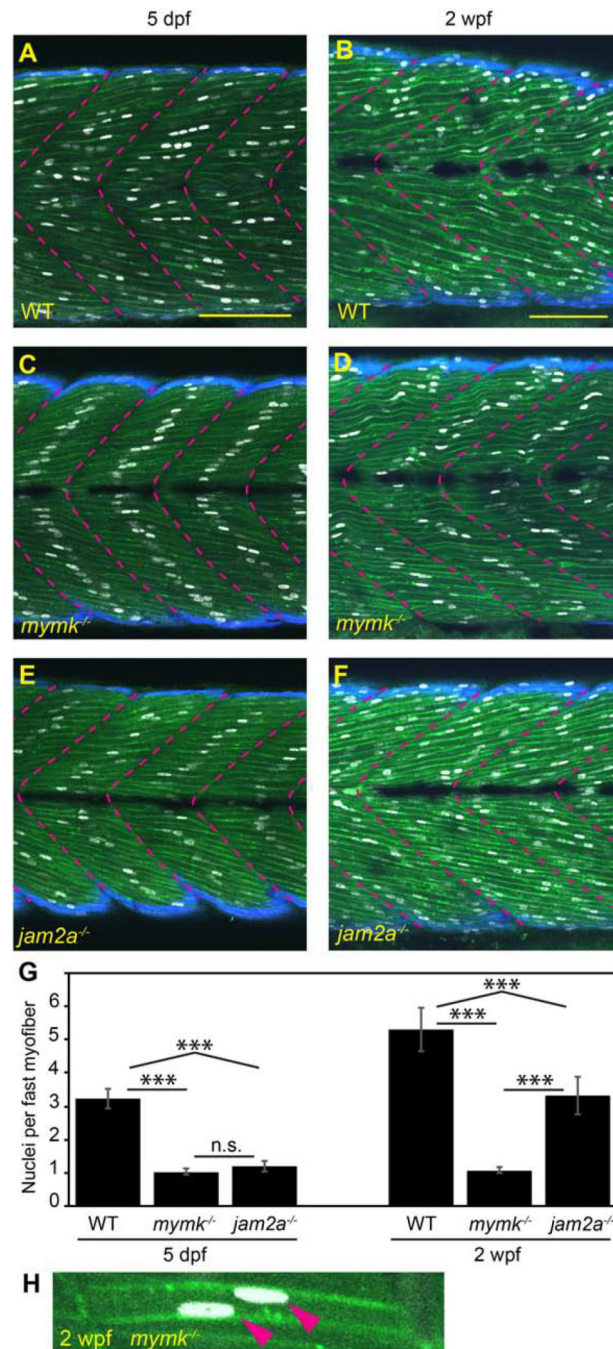 5 dpf 2 wpf
A B
WT WT
C D
mymk-/- mymk-/-
E F
jam2a-/- jam2a-/-
G
Nuclei per fast myofiber
6
5
4
3
2
1
0
*** ***
*** *** ***
n.s.
WT mymk-/- jam2a-/- WT mymk-/- jam2a-/-
5 dpf 2 wpf
H
2 wpf mymk-/-